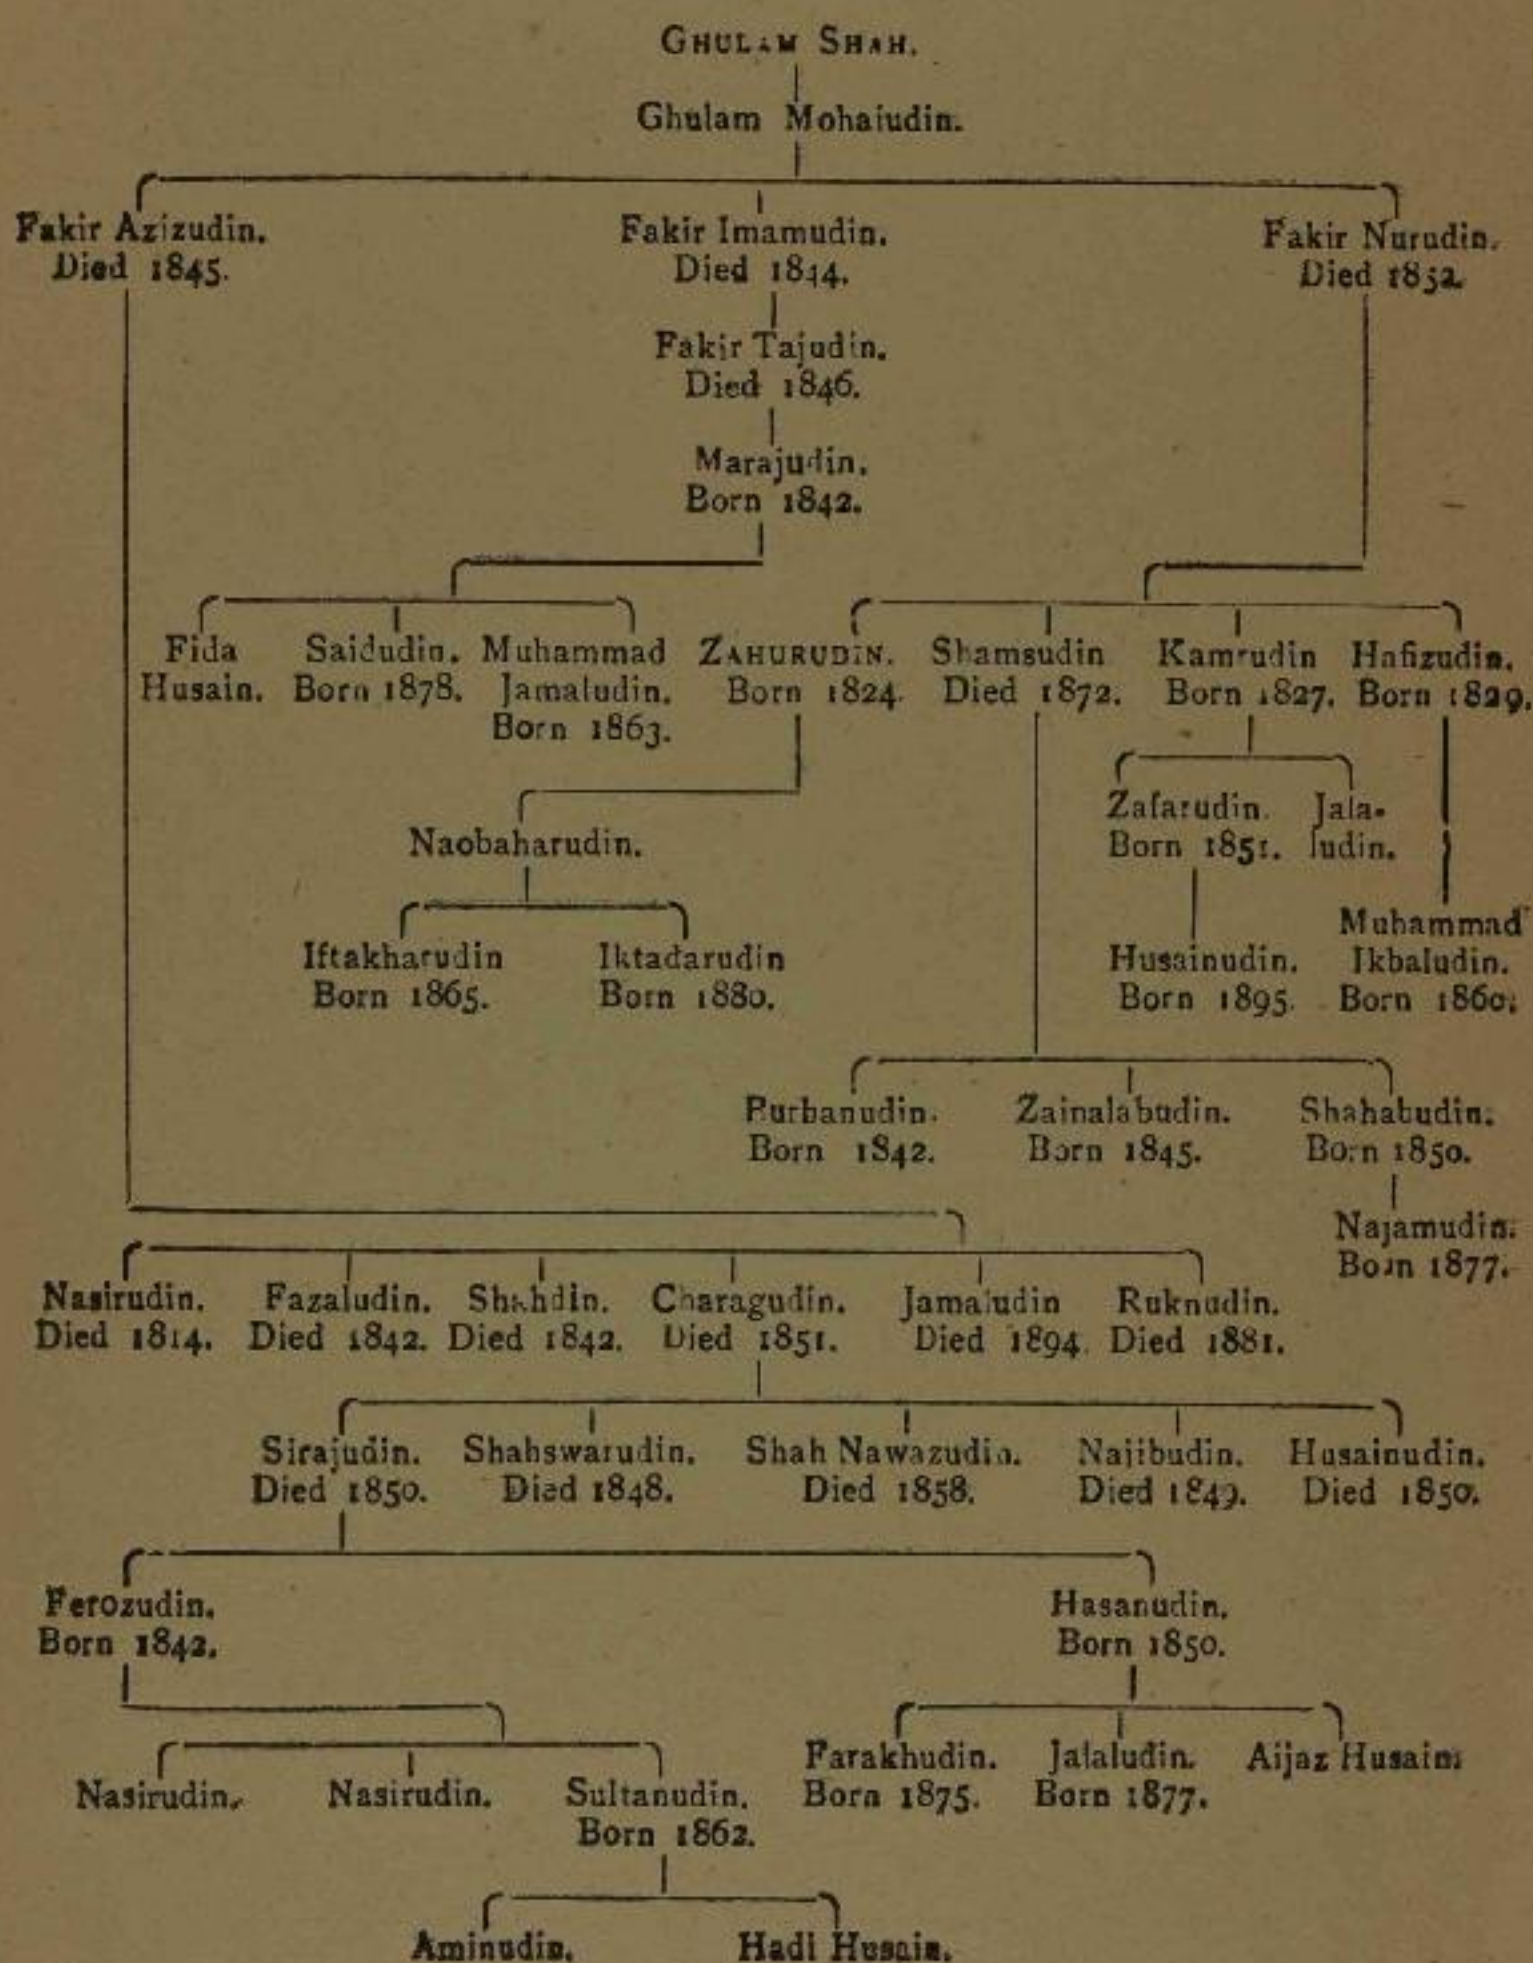 GHULAM SHAH.
Ghulam Mohaiudin.
Fakir Azizudin.
Died 1845.
Fakir Imamudin.
Died 1844.
Fakir Nurudin.
Died 1852.
Fakir Tajudin.
Died 1846.
Marajudin.
Born 1842.
Fida
Husain.
Saidudin.
Born 1878.
Muhammad
Jamaludin.
Born 1863.
ZAHURUDIN.
Born 1824.
Shamsudin
Died 1872.
Kamrudin
Born 1827.
Hafizudin.
Born 1829.
Naobaharudin.
Zafarudin.
Born 1851.
Jala-
ludin.
Iftakharudin
Born 1865.
Iktadarudin
Born 1880.
Husainudin.
Born 1895.
Muhammad
Ikbaludin.
Born 1860.
Burhanudin.
Born 1842.
Zainalabudin.
Born 1845.
Shahabudin.
Born 1850.
Najamudin.
Born 1877.
Nasirudin.
Died 1814.
Fazaludin.
Died 1842.
Shahdin.
Died 1842.
Charagudin.
Died 1851.
Jamaludin
Died 1894.
Ruknudin.
Died 1881.
Sirajudin.
Died 1850.
Shahswarudin.
Died 1848.
Shah Nawazudin.
Died 1858.
Najibudin.
Died 1849.
Husainudin.
Died 1850.
Ferozudin.
Born 1842.
Hasanudin.
Born 1850.
Nasirudin.
Nasirudin.
Sultanudin.
Born 1862.
Farakhudin.
Born 1875.
Jalaludin.
Born 1877.
Aijaz Husain.
Aminudin.
Hadi Husain.